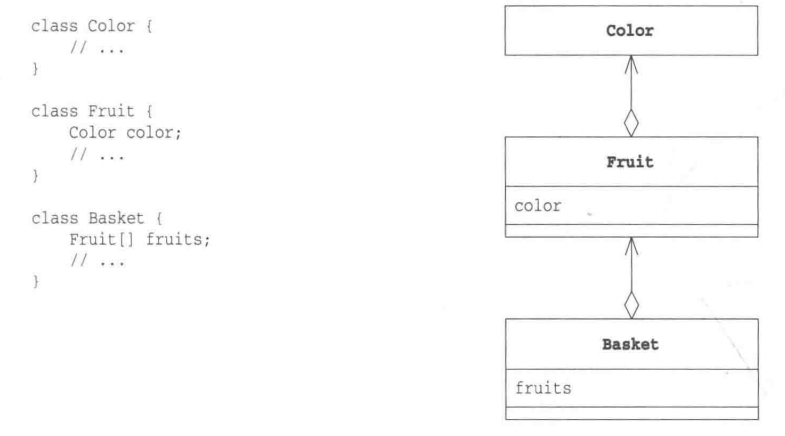 class Color {
    // ...
}
class Fruit {
    Color color;
    // ...
}
class Basket {
    Fruit[] fruits;
    // ...
}
Color
Fruit
color
Basket
fruits